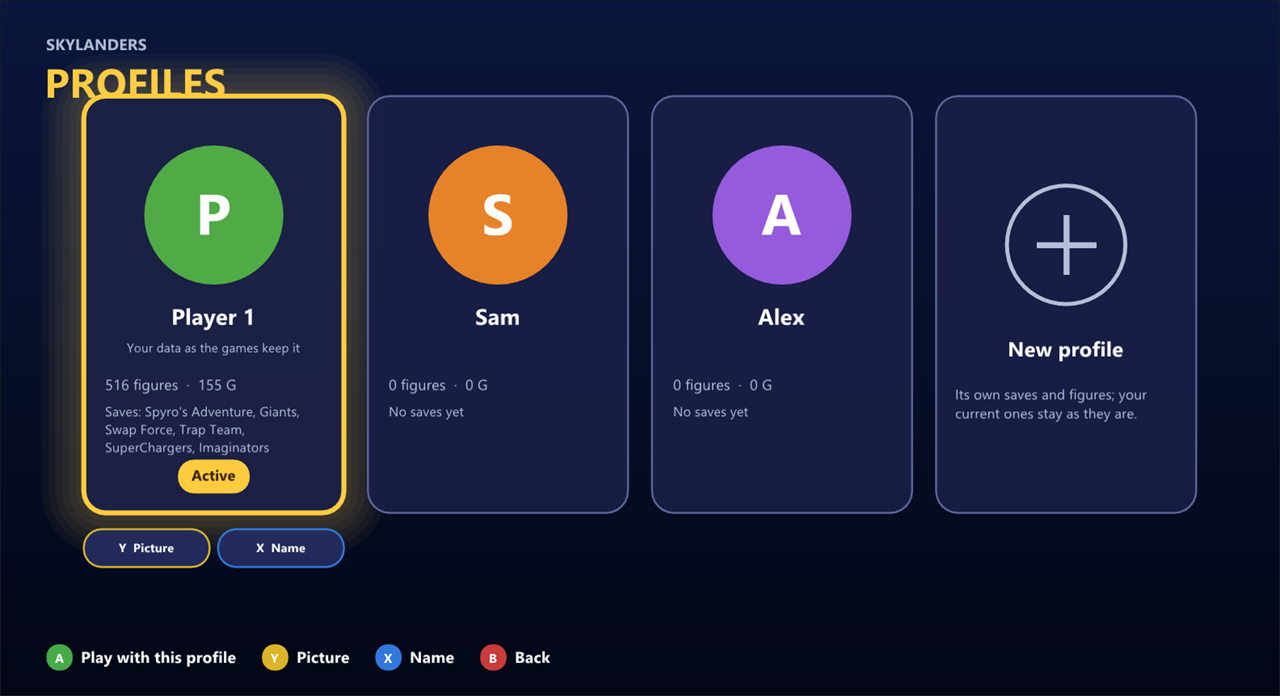 SKYLANDERS
PROFILES
P
Player 1
Your data as the games keep it
516 figures · 155 G
Saves: Spyro's Adventure, Giants,
Swap Force, Trap Team,
SuperChargers, Imaginators
Active
Y Picture
X Name
S
Sam
0 figures · 0 G
No saves yet
A
Alex
0 figures · 0 G
No saves yet
New profile
Its own saves and figures; your
current ones stay as they are.
A Play with this profile
Y Picture
X Name
B Back